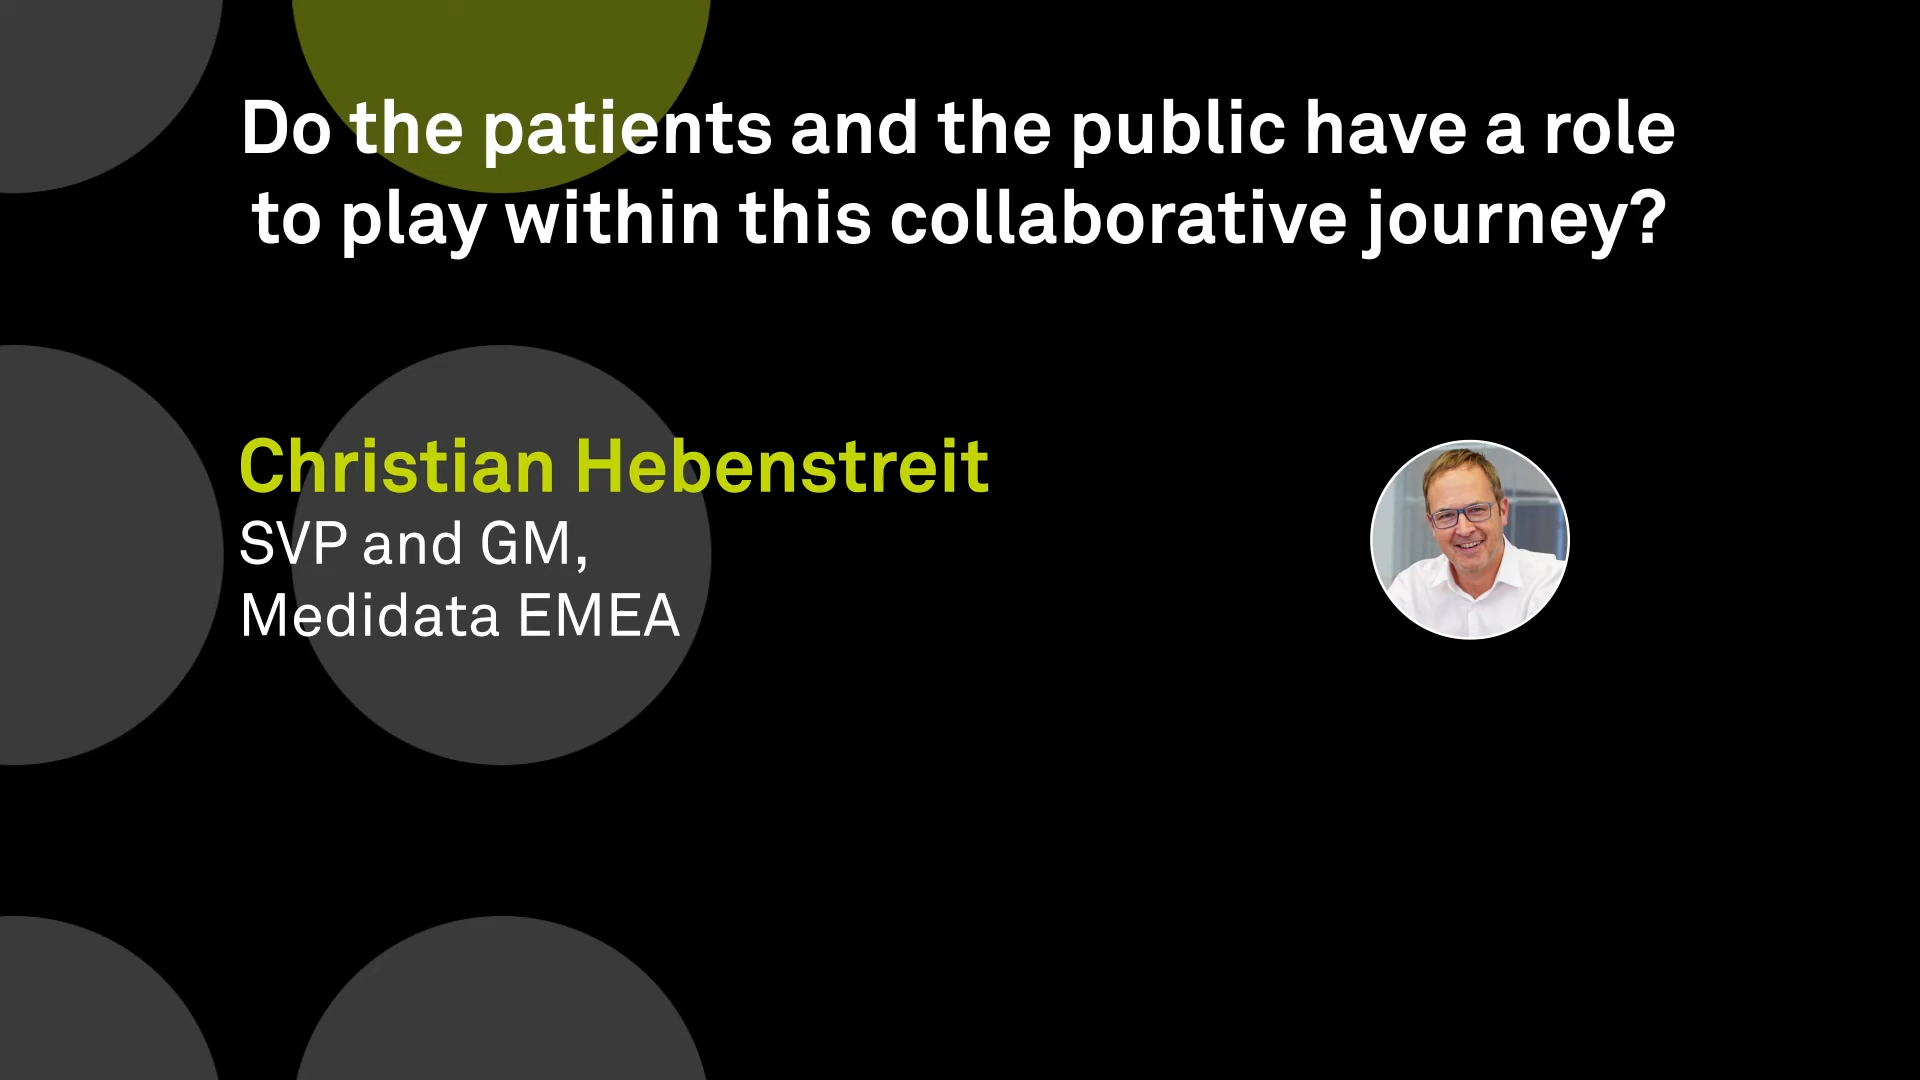 Do the patients and the public have a role
to play within this collaborative journey?
Christian Hebenstreit
SVP and GM,
Medidata EMEA